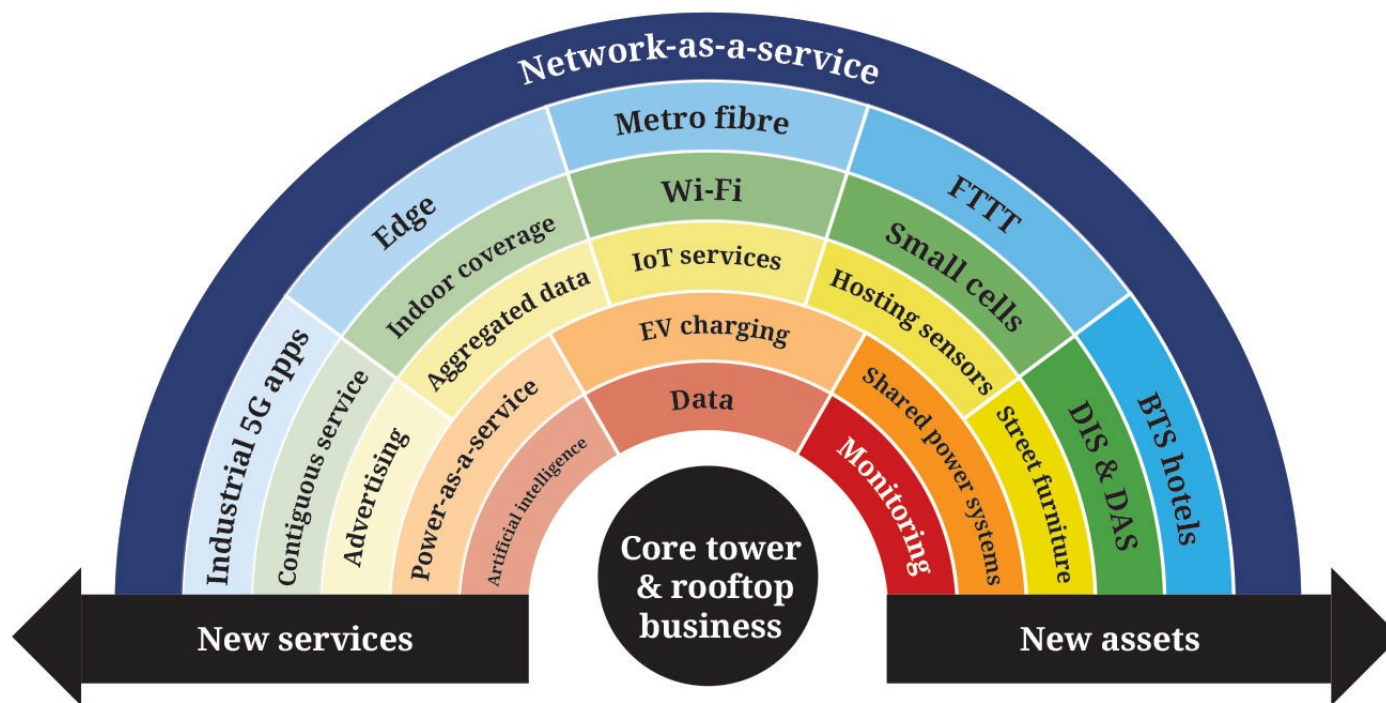 Network-as-a-service
Industrial 5G apps
Edge
Metro fibre
FTTT
BTS hotels
Contiguous service
Indoor coverage
Wi-Fi
Small cells
DIS & DAS
Advertising
Aggregated data
IoT services
Hosting sensors
Street furniture
Power-as-a-service
EV charging
Shared power systems
Artificial intelligence
Data
Monitoring
Core tower
& rooftop
business
New services
New assets